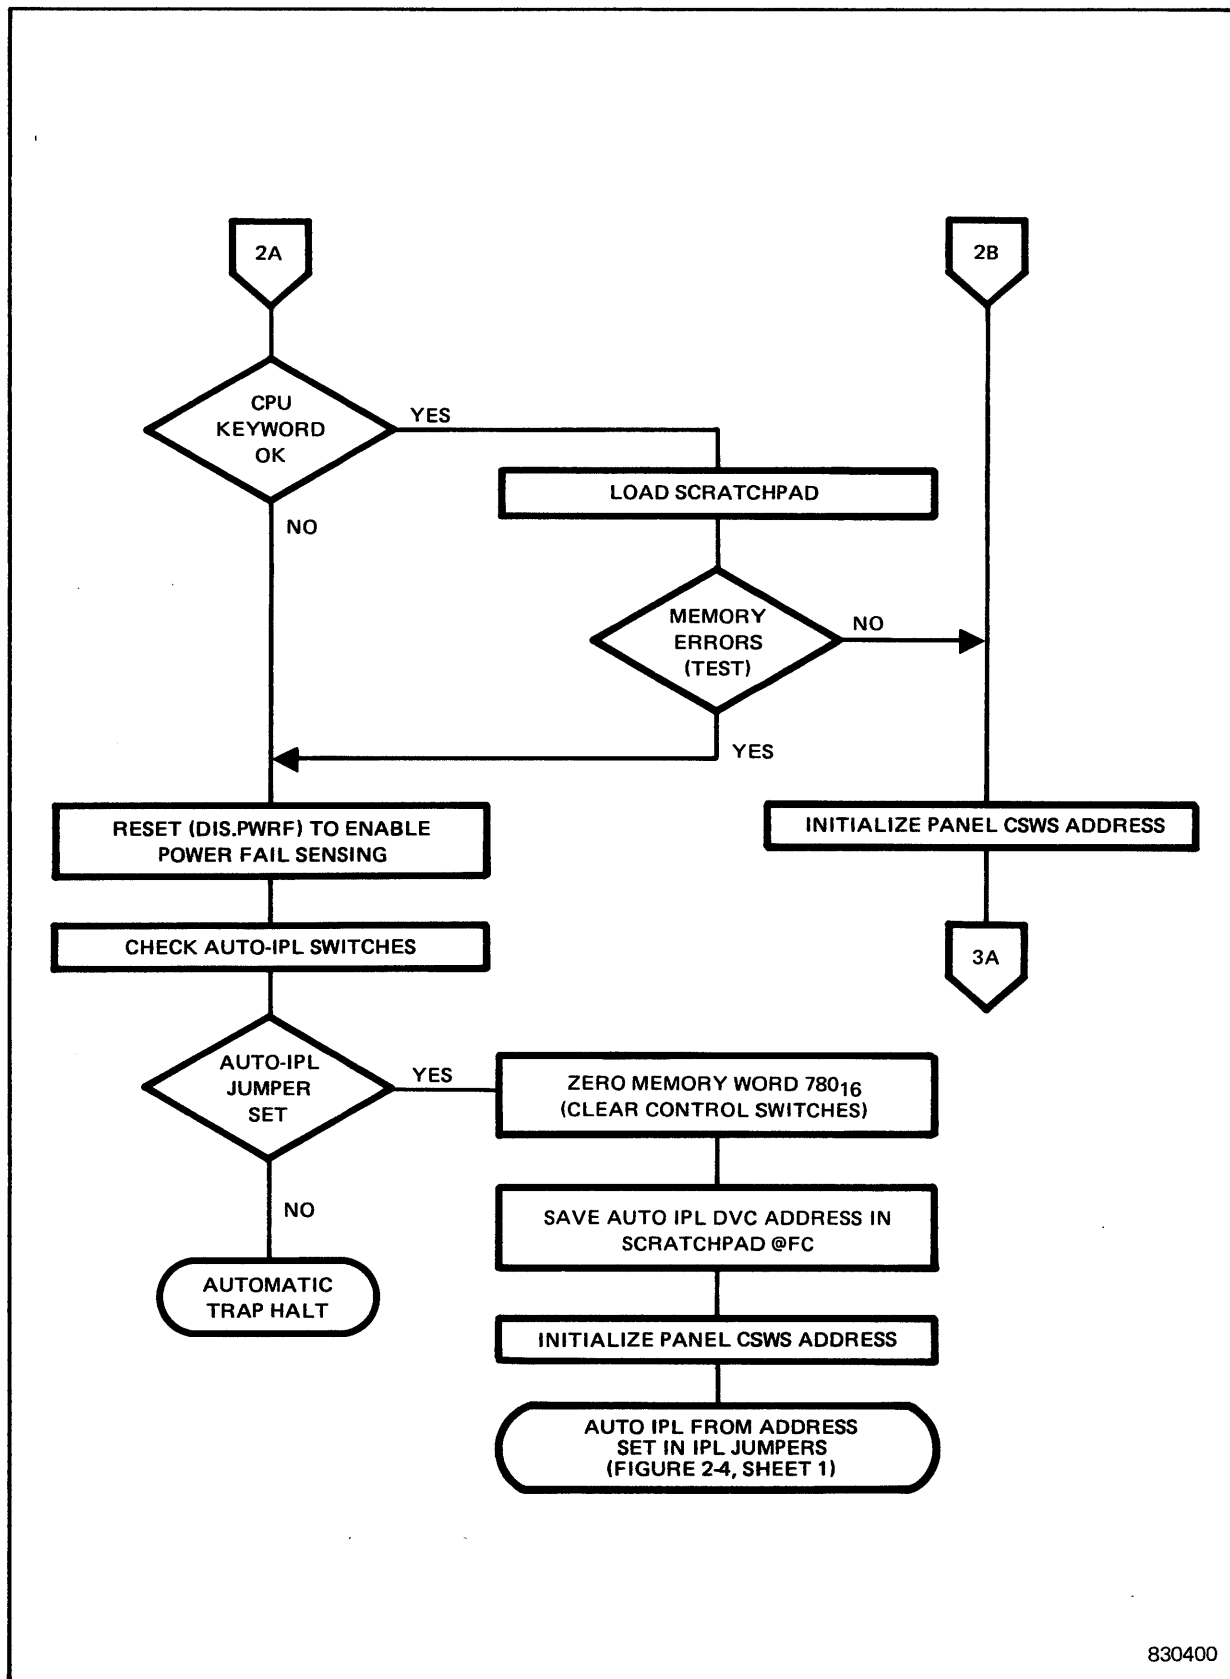 2A
2B
CPU
KEYWORD
OK
YES
LOAD SCRATCHPAD
NO
MEMORY
ERRORS
(TEST)
NO
YES
RESET (DIS.PWRF) TO ENABLE
POWER FAIL SENSING
INITIALIZE PANEL CSWS ADDRESS
CHECK AUTO-IPL SWITCHES
3A
AUTO-IPL
JUMPER
SET
YES
ZERO MEMORY WORD 780₁₆
(CLEAR CONTROL SWITCHES)
NO
SAVE AUTO IPL DVC ADDRESS IN
SCRATCHPAD @FC
AUTOMATIC
TRAP HALT
INITIALIZE PANEL CSWS ADDRESS
AUTO IPL FROM ADDRESS
SET IN IPL JUMPERS
(FIGURE 2-4, SHEET 1)
830400